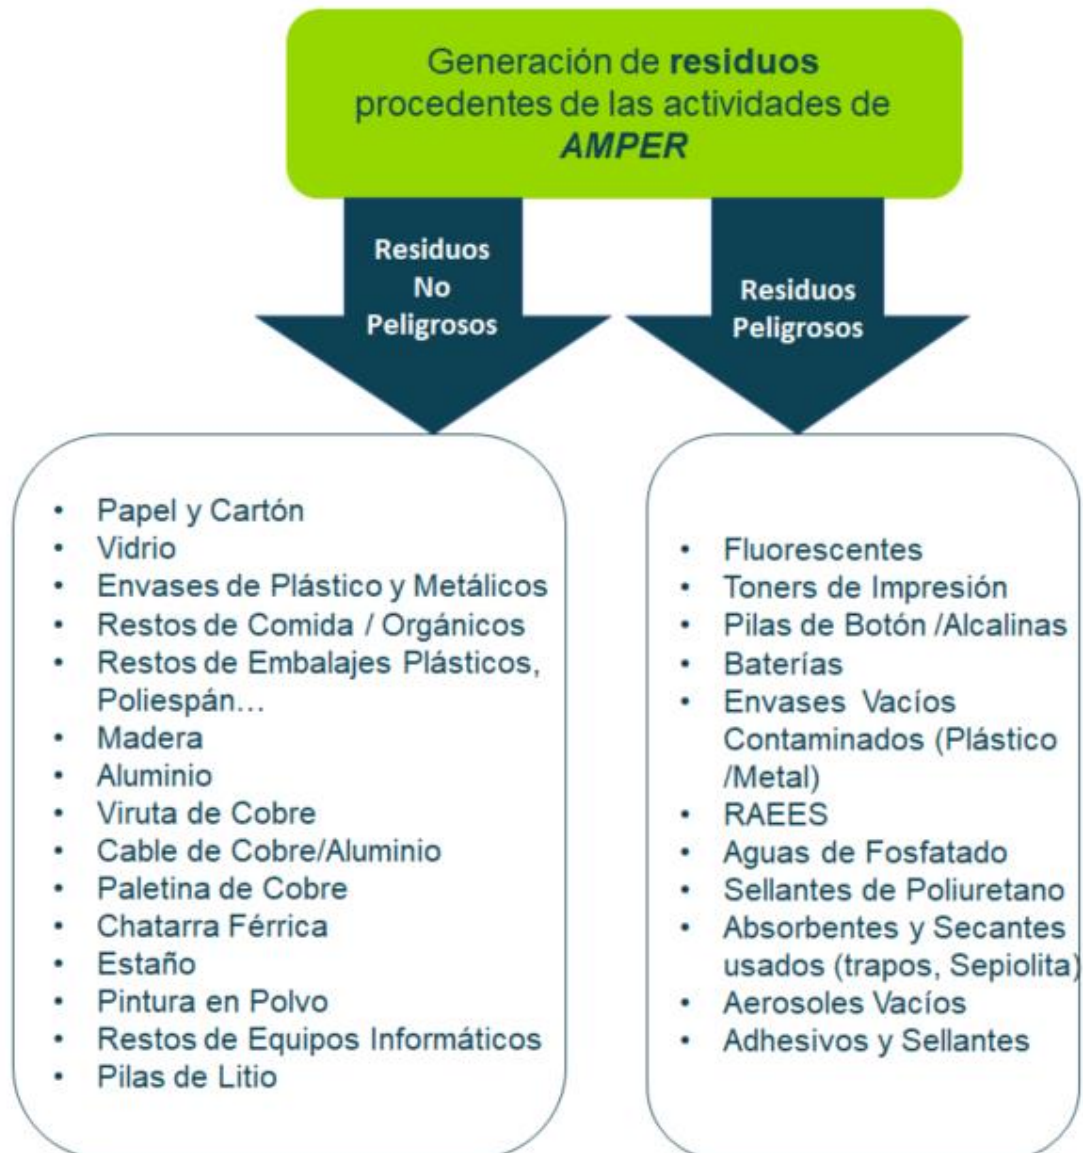 Generación de residuos
procedentes de las actividades de
AMPER
Residuos
No
Peligrosos
Residuos
Peligrosos
• Papel y Cartón
• Vidrio
• Envases de Plástico y Metálicos
• Restos de Comida / Orgánicos
• Restos de Embalajes Plásticos,
Poliespán…
• Madera
• Aluminio
• Viruta de Cobre
• Cable de Cobre/Aluminio
• Paletina de Cobre
• Chatarra Férrica
• Estaño
• Pintura en Polvo
• Restos de Equipos Informáticos
• Pilas de Litio
• Fluorescentes
• Toners de Impresión
• Pilas de Botón /Alcalinas
• Baterías
• Envases Vacíos
Contaminados (Plástico
/Metal)
• RAEES
• Aguas de Fosfatado
• Sellantes de Poliuretano
• Absorbentes y Secantes
usados (trapos, Sepiolita)
• Aerosoles Vacíos
• Adhesivos y Sellantes